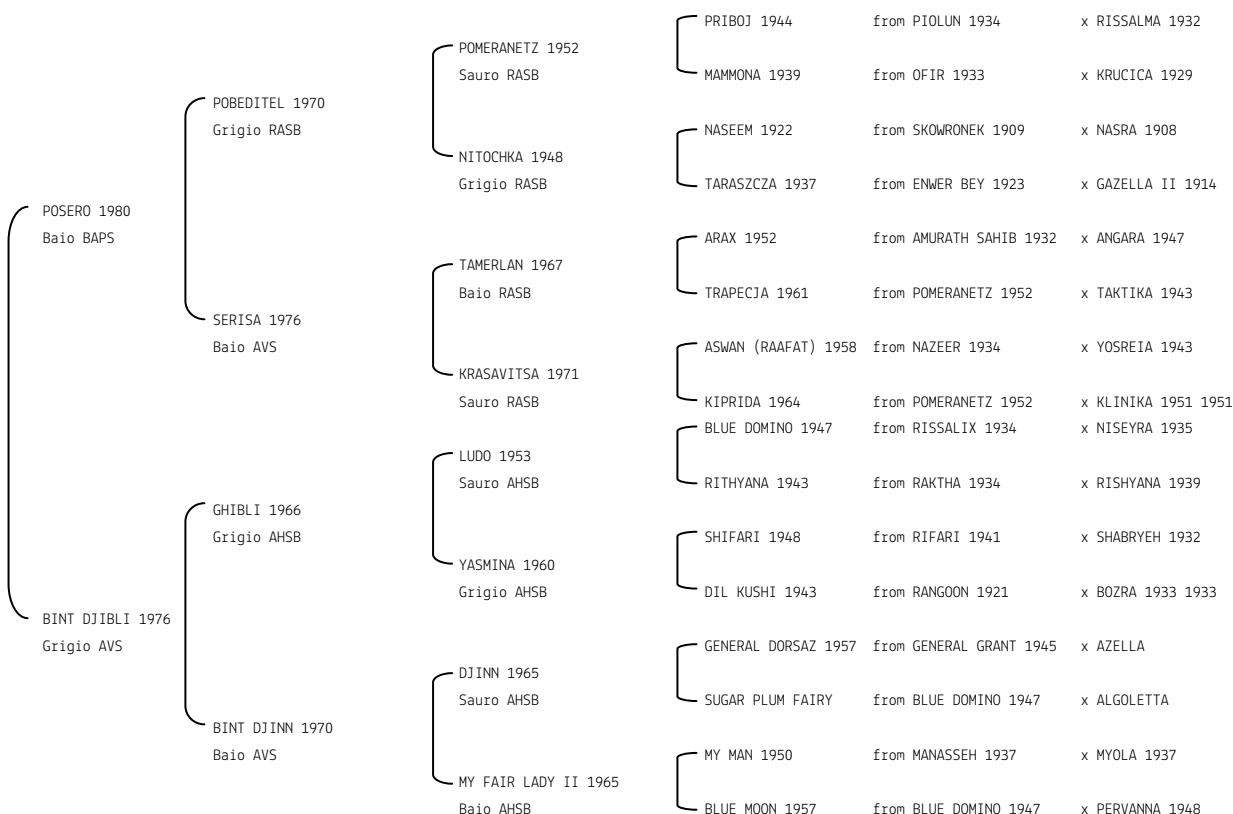 PRIBOJ 1944 from PIOLUN 1934 x RISSALMA 1932
POMERANETZ 1952
Sauro RASB
MAMMONA 1939 from OFIR 1933 x KRUCICA 1929
POBEDITEL 1970
Grigio RASB
NASEEM 1922 from SKOWRONEK 1909 x NASRA 1908
NITOCHKA 1948
Grigio RASB
TARASZCZA 1937 from ENWER BEY 1923 x GAZELLA II 1914
POSERO 1980
Baio BAPS
ARAX 1952 from AMURATH SAHIB 1932 x ANGARA 1947
TAMERLAN 1967
Baio RASB
TRAPECJA 1961 from POMERANETZ 1952 x TAKTIKA 1943
SERISA 1976
Baio AVS
ASWAN (RAAFAT) 1958 from NAZEER 1934 x YOSREIA 1943
KRASAVITSA 1971
Sauro RASB
KIPRIDA 1964 from POMERANETZ 1952 x KLINIKA 1951 1951
BLUE DOMINO 1947 from RISSALIX 1934 x NISEYRA 1935
LUDO 1953
Sauro AHSB
RITHYANA 1943 from RAKTHA 1934 x RISHYANA 1939
GHIBLI 1966
Grigio AHSB
SHIFARI 1948 from RIFARI 1941 x SHABRYEH 1932
YASMINA 1960
Grigio AHSB
DIL KUSHI 1943 from RANGOON 1921 x BOZRA 1933 1933
BINT DJIBLI 1976
Grigio AVS
GENERAL DORSAZ 1957 from GENERAL GRANT 1945 x AZELLA
DJINN 1965
Sauro AHSB
SUGAR PLUM FAIRY from BLUE DOMINO 1947 x ALGOLETTA
BINT DJINN 1970
Baio AVS
MY MAN 1950 from MANASSEH 1937 x MYOLA 1937
MY FAIR LADY II 1965
Baio AHSB
BLUE MOON 1957 from BLUE DOMINO 1947 x PERVANNA 1948